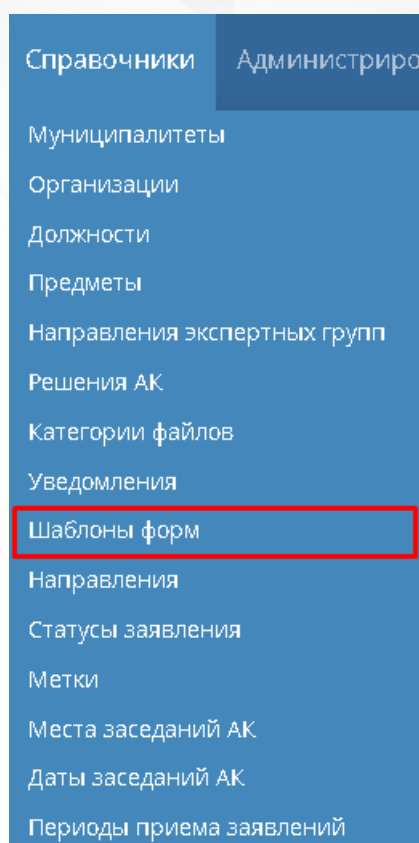 Справочники Администриро
Муниципалитеты
Организации
Должности
Предметы
Направления экспертных групп
Решения АК
Категории файлов
Уведомления
Шаблоны форм
Направления
Статусы заявления
Метки
Места заседаний АК
Даты заседаний АК
Периоды приема заявлений